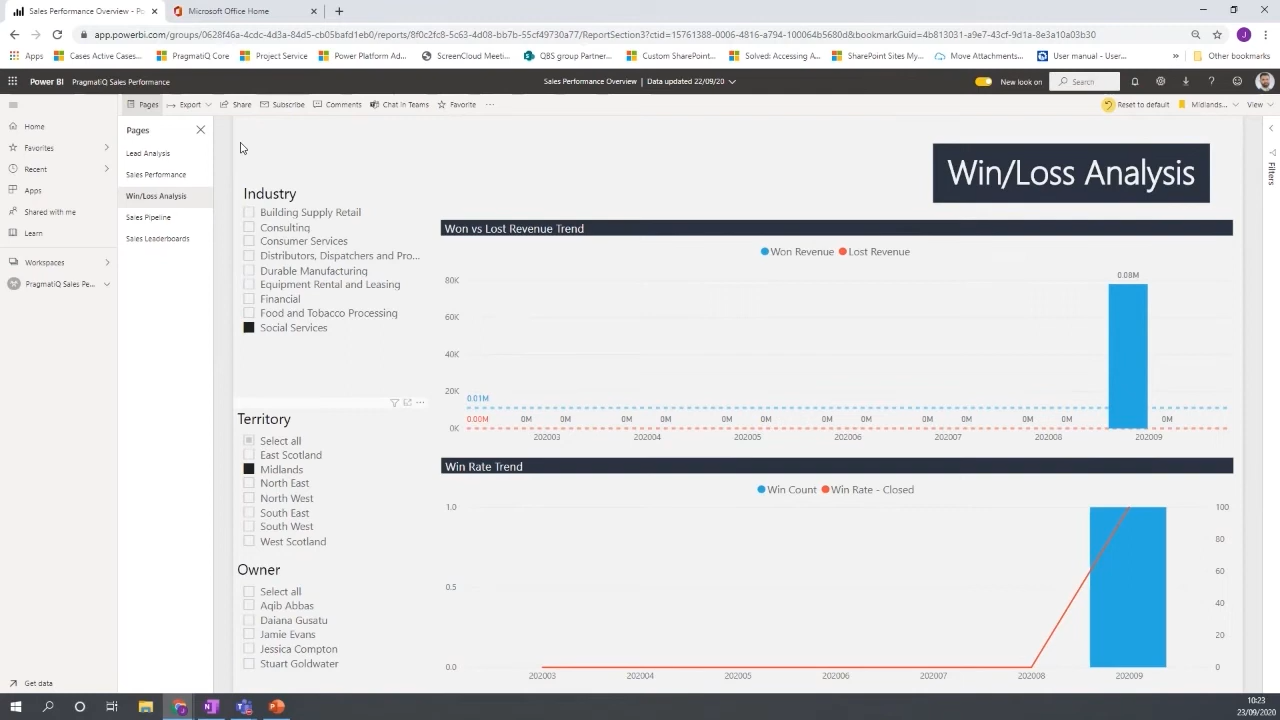 Sales Performance Overview - Po
Microsoft Office Home
app.powerbi.com/groups/0628f46a-4cdc-4d3a-84d5-cb05bafd1eb0/reports/8f0c2fc8-5c63-4d08-bb7b-55cf49730a77/ReportSection3?ctid=15761388-0006-4816-a794-100064b5680d&bookmarkGuid=4b813031-a9e7-43cf-9d1a-8e3a10a03b30
J
Apps
Cases Active Cases...
PragmatiQ Core
Project Service
Power Platform Ad...
ScreenCloud Meeti...
QBS group Partner...
Custom SharePoint...
Solved: Accessing A...
SharePoint Sites My...
Move Attachments...
User manual - User...
»
Other bookmarks
Power BI PragmatiQ Sales Performance
Sales Performance Overview | Data updated 22/09/20
New look on
Search
Pages
Export
Share
Subscribe
Comments
Chat in Teams
Favorite
Reset to default
Midlands...
View
Home
Favorites
Recent
Apps
Shared with me
Learn
Workspaces
PragmatiQ Sales Pe...
Get data
Pages
Lead Analysis
Sales Performance
Win/Loss Analysis
Sales Pipeline
Sales Leaderboards
Filters
Win/Loss Analysis
Industry
Building Supply Retail
Consulting
Consumer Services
Distributors, Dispatchers and Pro...
Durable Manufacturing
Equipment Rental and Leasing
Financial
Food and Tobacco Processing
Social Services
Territory
Select all
East Scotland
Midlands
North East
North West
South East
South West
West Scotland
Owner
Select all
Aqib Abbas
Daiana Gusatu
Jamie Evans
Jessica Compton
Stuart Goldwater
Won vs Lost Revenue Trend
Won Revenue Lost Revenue
80K
60K
40K
20K
0K
0.08M
0.01M
0.00M 0M 0M 0M 0M 0M 0M 0M 0M 0M 0M 0M 0M 0M
202003 202004 202005 202006 202007 202008 202009
Win Rate Trend
Win Count Win Rate - Closed
1.0
0.5
0.0
100
80
60
40
20
0
202003 202004 202005 202006 202007 202008 202009
10:23
23/09/2020